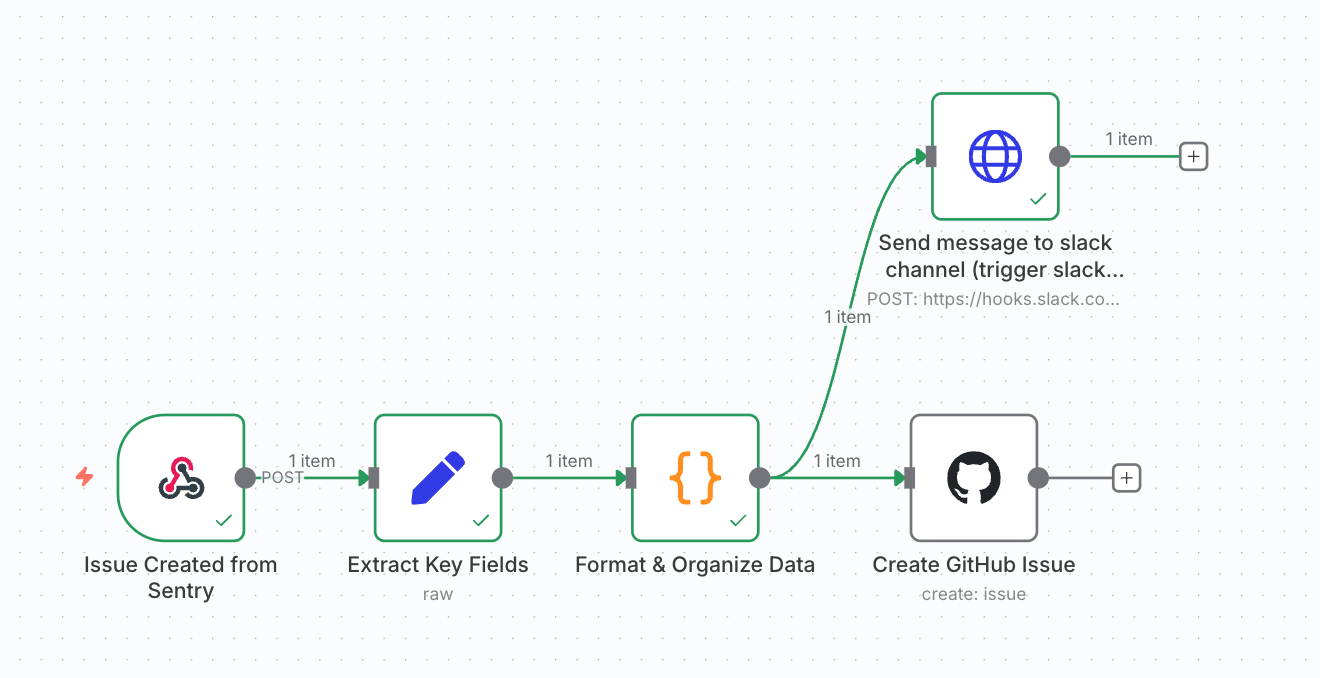 1 item
Send message to slack
channel (trigger slack...
POST: https://hooks.slack.co...
1 item
1 item
POST
1 item
1 item
Issue Created from
Sentry
Extract Key Fields
raw
Format & Organize Data
Create GitHub Issue
create: issue